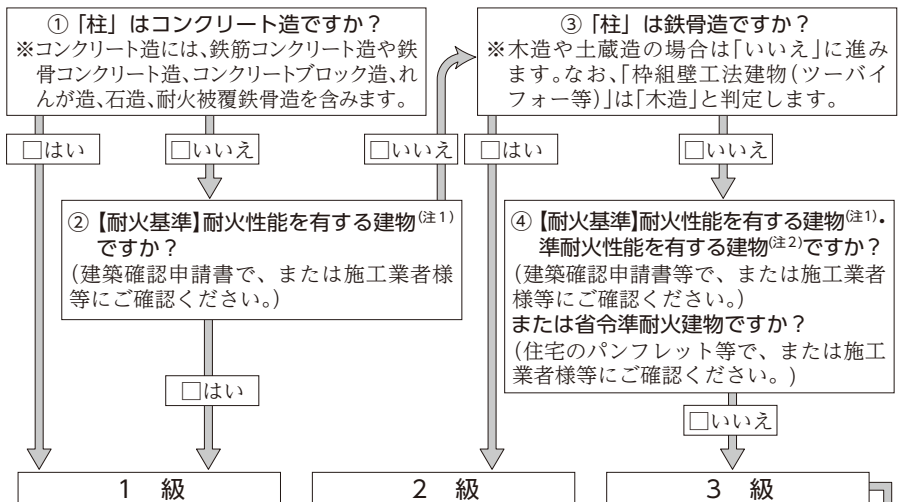 ①「柱」はコンクリート造ですか？
※コンクリート造には、鉄筋コンクリート造や鉄
骨コンクリート造、コンクリートブロック造、れ
んが造、石造、耐火被覆鉄骨造を含みます。
③「柱」は鉄骨造ですか？
※木造や土蔵造の場合は「いいえ」に進み
ます。なお、「枠組壁工法建物（ツーバイ
フォー等）」は「木造」と判定します。
□はい
□いいえ
□いいえ
□はい
□いいえ
②【耐火基準】耐火性能を有する建物(注1)
ですか？
(建築確認申請書で、または施工業者様
等にご確認ください。)
④【耐火基準】耐火性能を有する建物(注1)・
準耐火性能を有する建物(注2)ですか？
(建築確認申請書等で、または施工業者
様等にご確認ください。)
または省令準耐火建物ですか？
(住宅のパンフレット等で、または施工
業者様等にご確認ください。)
□はい
□いいえ
1 級
2 級
3 級